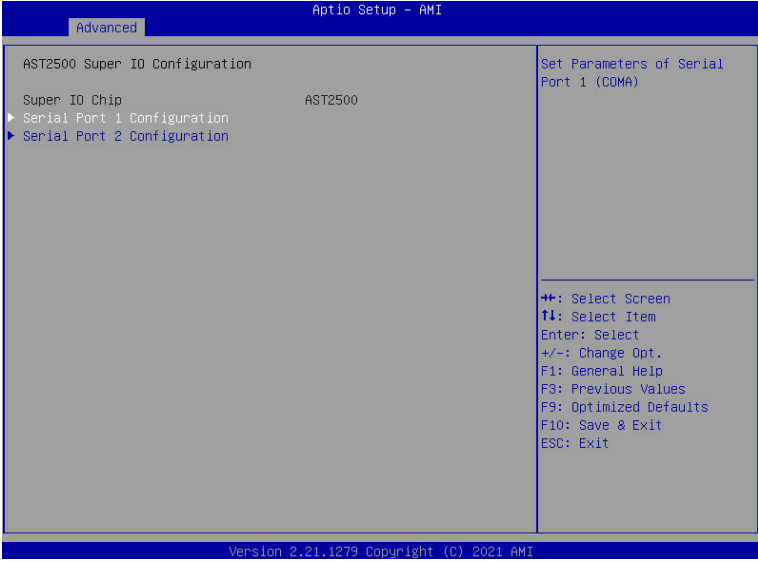 Aptio Setup – AMI
Advanced
AST2500 Super IO Configuration
Super IO Chip AST2500
▶ Serial Port 1 Configuration
▶ Serial Port 2 Configuration
Set Parameters of Serial
Port 1 (COMA)
→←: Select Screen
↑↓: Select Item
Enter: Select
+/-: Change Opt.
F1: General Help
F3: Previous Values
F9: Optimized Defaults
F10: Save & Exit
ESC: Exit
Version 2.21.1279 Copyright (C) 2021 AMI